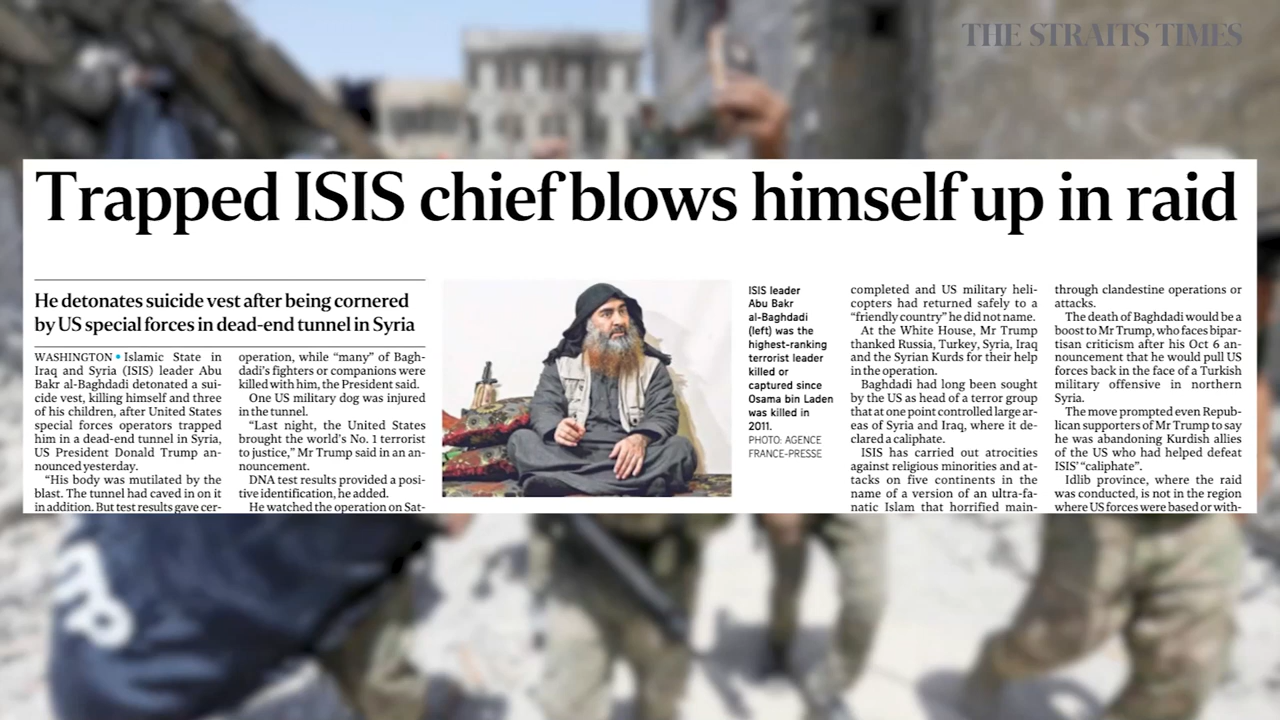 THE STRAITS TIMES
Trapped ISIS chief blows himself up in raid
He detonates suicide vest after being cornered
by US special forces in dead-end tunnel in Syria
WASHINGTON • Islamic State in
Iraq and Syria (ISIS) leader Abu
Bakr al-Baghdadi detonated a sui-
cide vest, killing himself and three
of his children, after United States
special forces operators trapped
him in a dead-end tunnel in Syria,
US President Donald Trump an-
nounced yesterday.
“His body was mutilated by the
blast. The tunnel had caved in on it
in addition. But test results gave cer-
operation, while “many” of Bagh-
dadi’s fighters or companions were
killed with him, the President said.
One US military dog was injured
in the tunnel.
“Last night, the United States
brought the world’s No. 1 terrorist
to justice,” Mr Trump said in an an-
nouncement.
DNA test results provided a posi-
tive identification, he added.
He watched the operation on Sat-
ISIS leader
Abu Bakr
al-Baghdadi
(left) was the
highest-ranking
terrorist leader
killed or
captured since
Osama bin Laden
was killed in
2011.
PHOTO: AGENCE
FRANCE-PRESSE
completed and US military heli-
copters had returned safely to a
“friendly country” he did not name.
At the White House, Mr Trump
thanked Russia, Turkey, Syria, Iraq
and the Syrian Kurds for their help
in the operation.
Baghdadi had long been sought
by the US as head of a terror group
that at one point controlled large ar-
eas of Syria and Iraq, where it de-
clared a caliphate.
ISIS has carried out atrocities
against religious minorities and at-
tacks on five continents in the
name of a version of an ultra-fa-
natic Islam that horrified main-
through clandestine operations or
attacks.
The death of Baghdadi would be a
boost to Mr Trump, who faces bipar-
tisan criticism after his Oct 6 an-
nouncement that he would pull US
forces back in the face of a Turkish
military offensive in northern
Syria.
The move prompted even Repub-
lican supporters of Mr Trump to say
he was abandoning Kurdish allies
of the US who had helped defeat
ISIS’ “caliphate”.
Idlib province, where the raid
was conducted, is not in the region
where US forces were based or with-